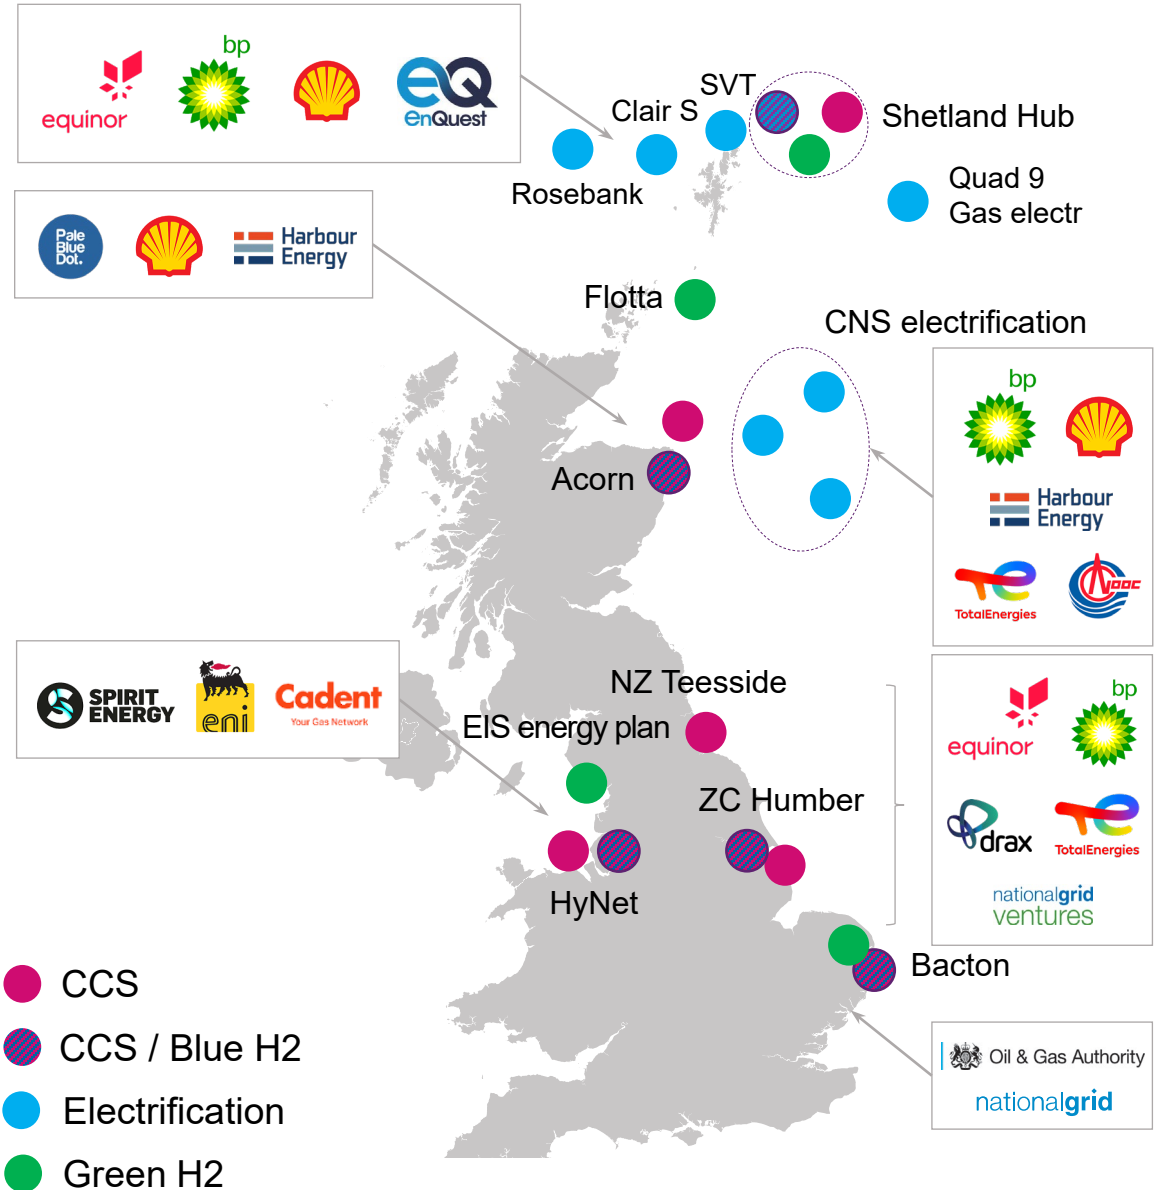 equinor
bp
enQuest
SVT
Clair S
Shetland Hub
Rosebank
Quad 9
Gas electr
Pale
Blue
Dot.
Harbour
Energy
Flotta
CNS electrification
bp
Harbour
Energy
TotalEnergies
CNOOC
Acorn
SPIRIT
ENERGY
eni
Cadent
Your Gas Network
NZ Teesside
EIS energy plan
ZC Humber
HyNet
equinor
bp
drax
TotalEnergies
nationalgrid
ventures
Bacton
Oil & Gas Authority
nationalgrid
CCS
CCS / Blue H2
Electrification
Green H2